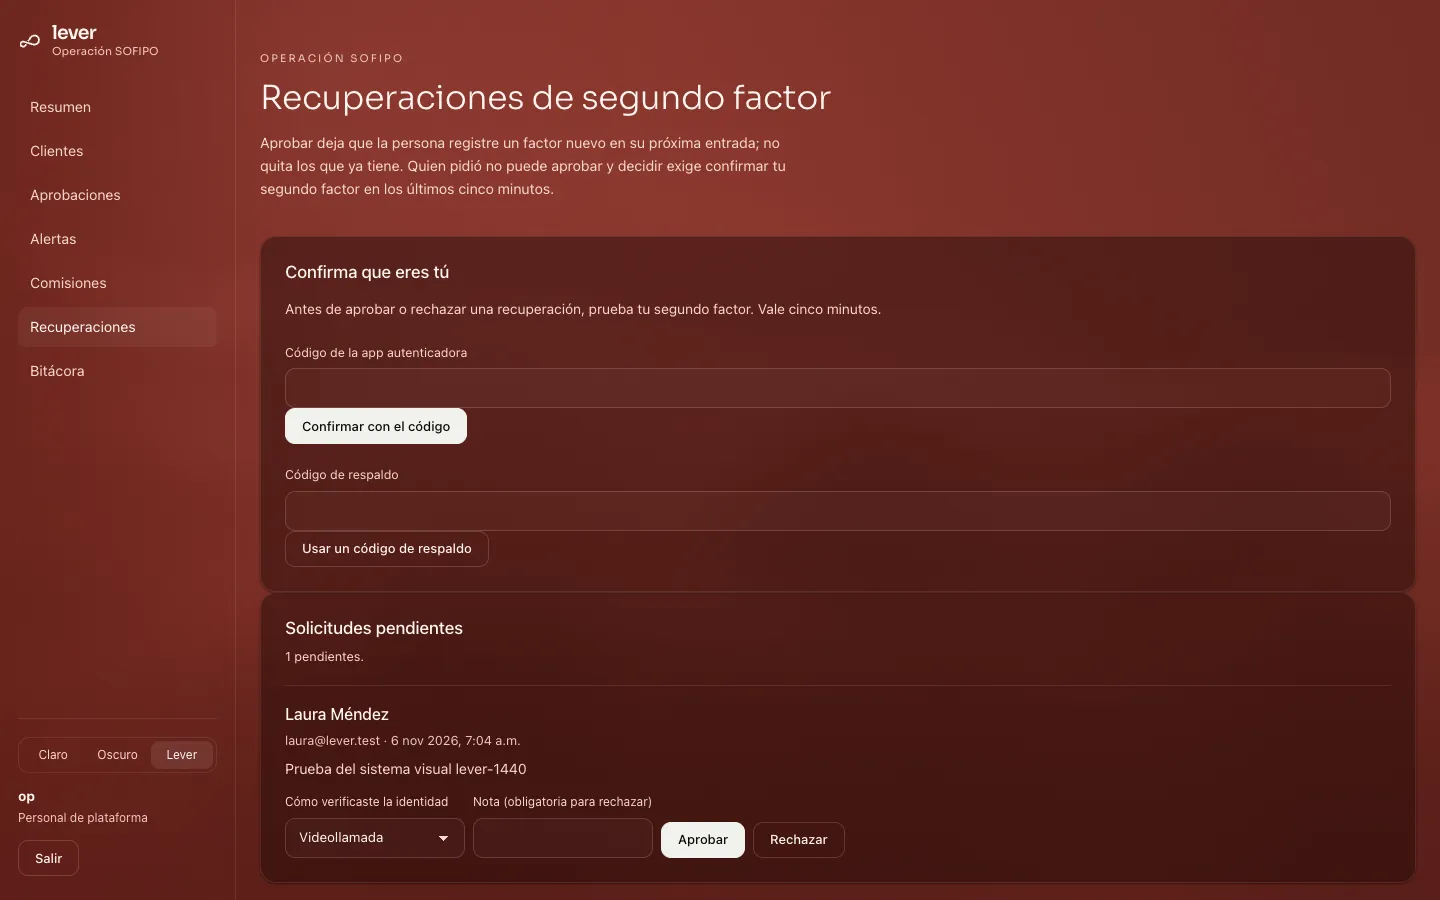 lever
Operación SOFIPO
Resumen
Clientes
Aprobaciones
Alertas
Comisiones
Recuperaciones
Bitácora
Claro
Oscuro
Lever
op
Personal de plataforma
Salir
OPERACIÓN SOFIPO
Recuperaciones de segundo factor
Aprobar deja que la persona registre un factor nuevo en su próxima entrada; no
quita los que ya tiene. Quien pidió no puede aprobar y decidir exige confirmar tu
segundo factor en los últimos cinco minutos.
Confirma que eres tú
Antes de aprobar o rechazar una recuperación, prueba tu segundo factor. Vale cinco minutos.
Código de la app autenticadora
Confirmar con el código
Código de respaldo
Usar un código de respaldo
Solicitudes pendientes
1 pendientes.
Laura Méndez
laura@lever.test · 6 nov 2026, 7:04 a.m.
Prueba del sistema visual lever-1440
Cómo verificaste la identidad
Nota (obligatoria para rechazar)
Videollamada
Aprobar
Rechazar